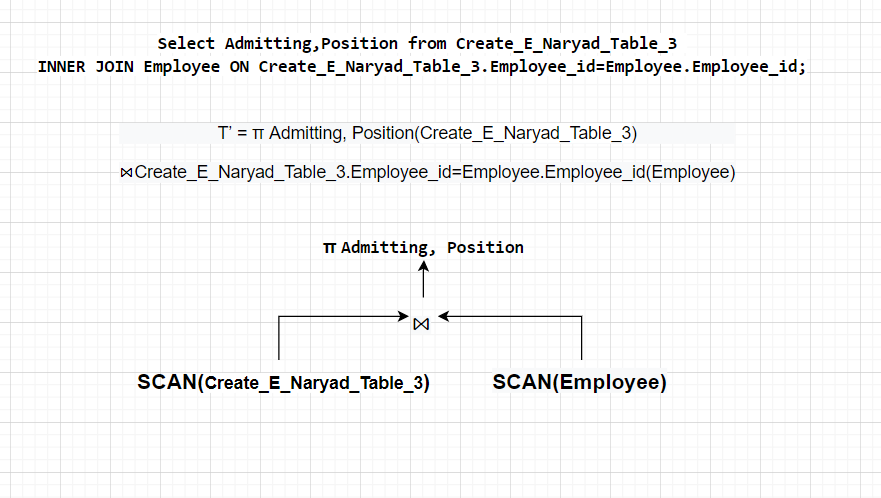 Select Admitting,Position from Create_E_Naryad_Table_3
INNER JOIN Employee ON Create_E_Naryad_Table_3.Employee_id=Employee.Employee_id;
T’ = π Admitting, Position(Create_E_Naryad_Table_3)
⋈Create_E_Naryad_Table_3.Employee_id=Employee.Employee_id(Employee)
π Admitting, Position
⋈
SCAN(Create_E_Naryad_Table_3) SCAN(Employee)